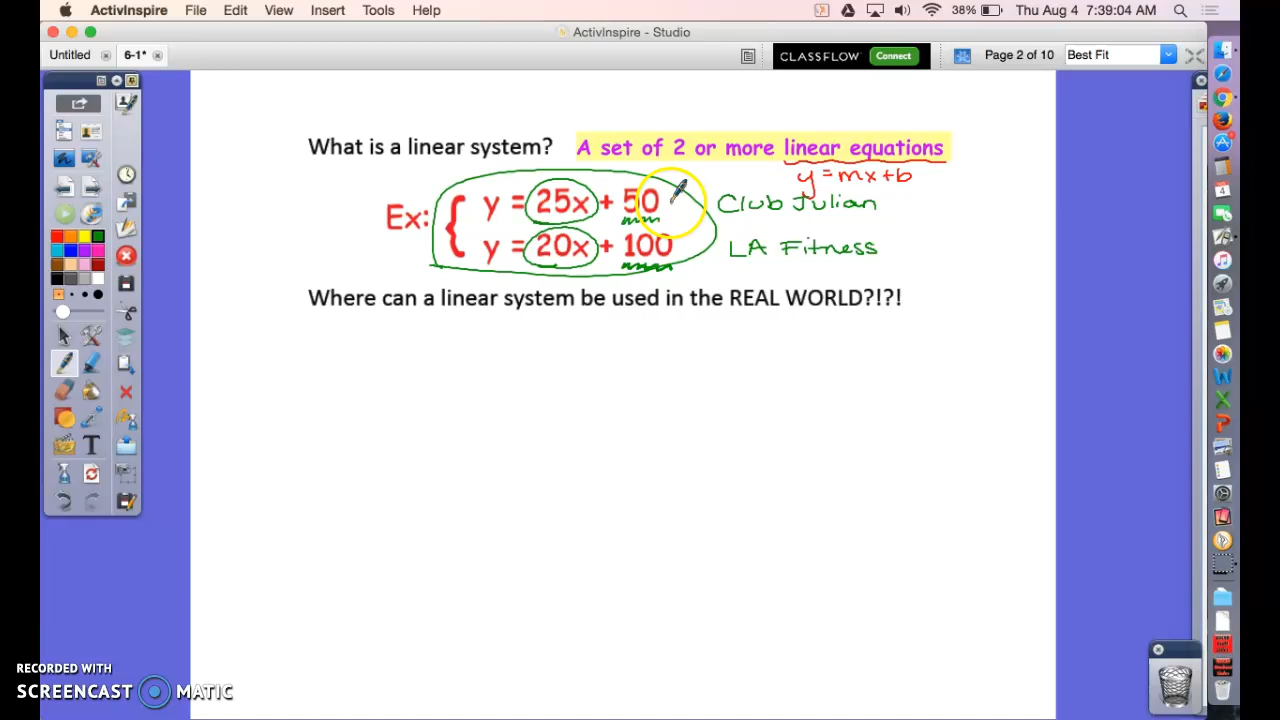 ActivInspire File Edit View Insert Tools Help 38% Thu Aug 4 7:39:04 AM
ActivInspire - Studio
Untitled 6-1* CLASSFLOW Connect Page 2 of 10 Best Fit
What is a linear system? A set of 2 or more linear equations
y = mx + b
Ex: { y = 25x + 50 Club Julian
y = 20x + 100 LA Fitness
Where can a linear system be used in the REAL WORLD?!?!
RECORDED WITH
SCREENCAST MATIC